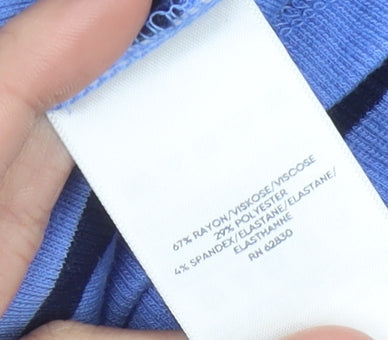 67% RAYON/VISKOSE/VISCOSE
29% POLYESTER
4% SPANDEX/ELASTANE/ELASTANE/
ELASTHANNE
RN 62830